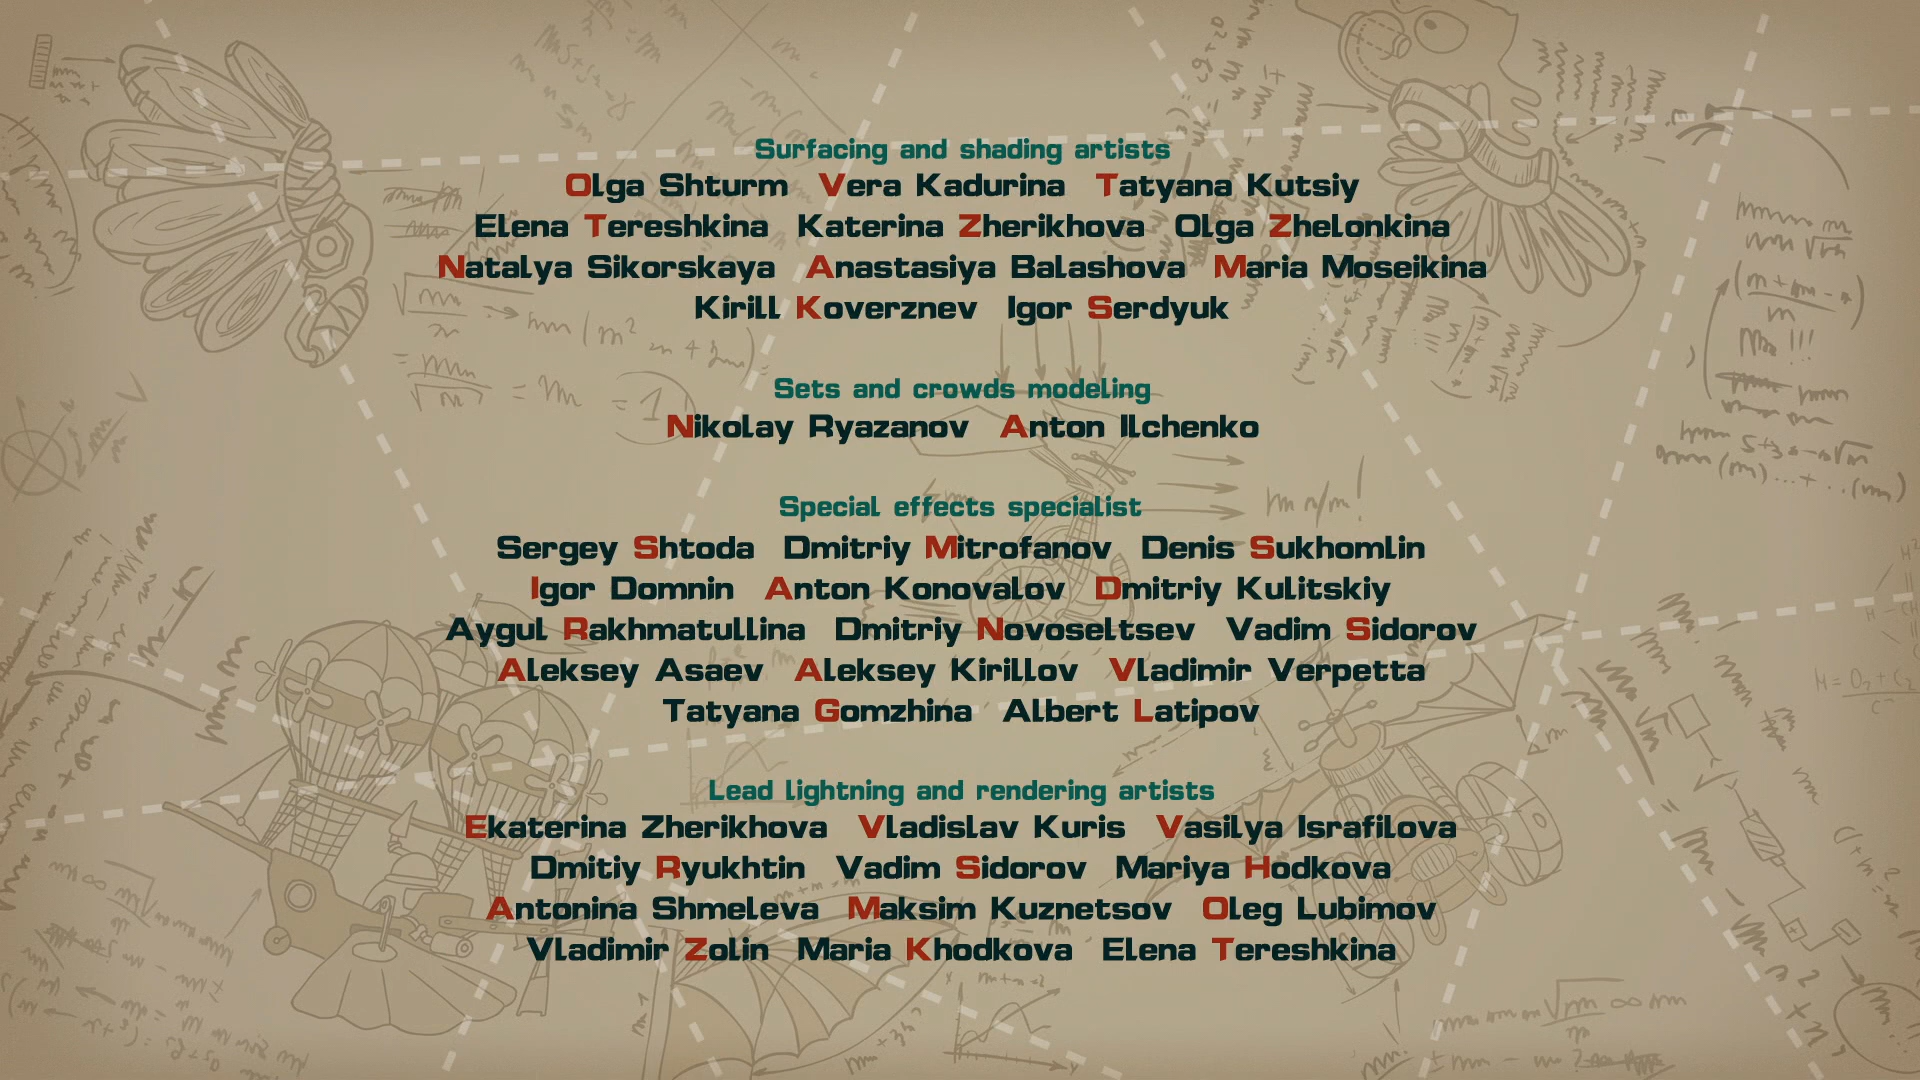 Surfacing and shading artists
Olga Shturm Vera Kadurina Tatyana Kutsiy
Elena Tereshkina Katerina Zherikhova Olga Zhelonkina
Natalya Sikorskaya Anastasiya Balashova Maria Moseikina
Kirill Koverznev Igor Serdyuk
Sets and crowds modeling
Nikolay Ryazanov Anton Ilchenko
Special effects specialist
Sergey Shtoda Dmitriy Mitrofanov Denis Sukhomlin
Igor Domnin Anton Konovalov Dmitriy Kulitskiy
Aygul Rakhmatullina Dmitriy Novoseltsev Vadim Sidorov
Aleksey Asaev Aleksey Kirillov Vladimir Verpetta
Tatyana Gomzhina Albert Latipov
Lead lightning and rendering artists
Ekaterina Zherikhova Vladislav Kuris Vasilya Israfilova
Dmitiy Ryukhtin Vadim Sidorov Mariya Hodkova
Antonina Shmeleva Maksim Kuznetsov Oleg Lubimov
Vladimir Zolin Maria Khodkova Elena Tereshkina